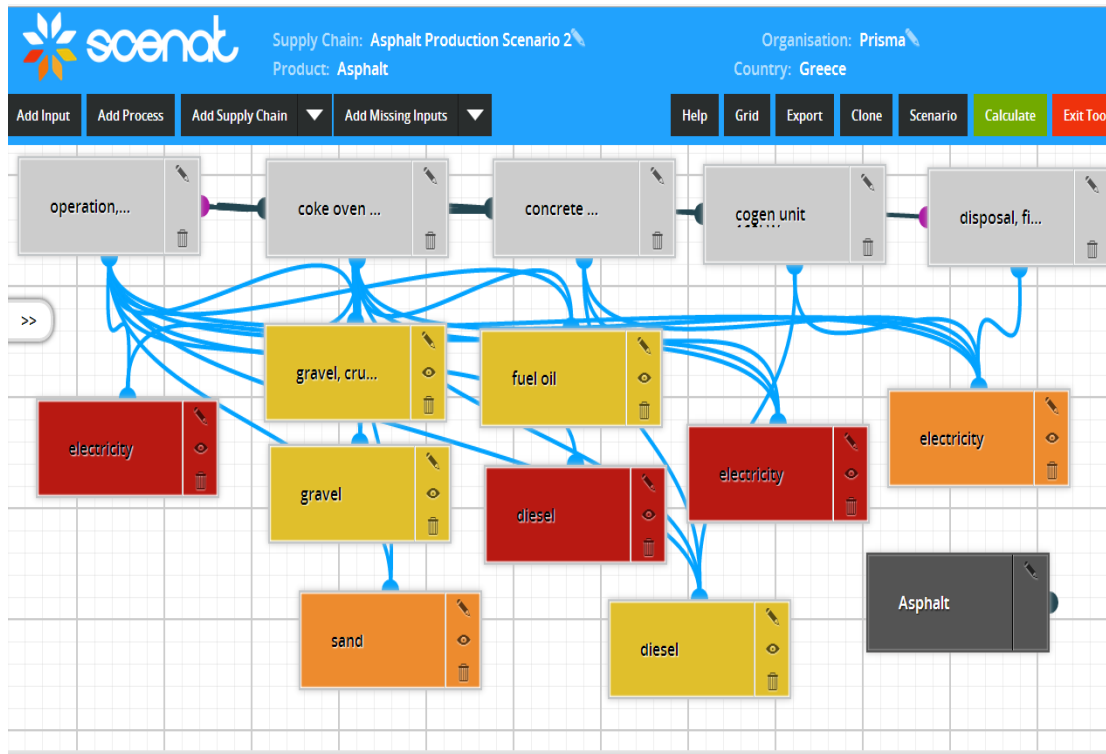 scenat
Supply Chain: Asphalt Production Scenario 2
Organisation: Prisma
Product: Asphalt
Country: Greece
Add Input
Add Process
Add Supply Chain
Add Missing Inputs
Help
Grid
Export
Clone
Scenario
Calculate
Exit Too
operation,...
coke oven ...
concrete ...
cogen unit
disposal, fi...
>>
gravel, cru...
fuel oil
electricity
electricity
electricity
gravel
diesel
Asphalt
sand
diesel